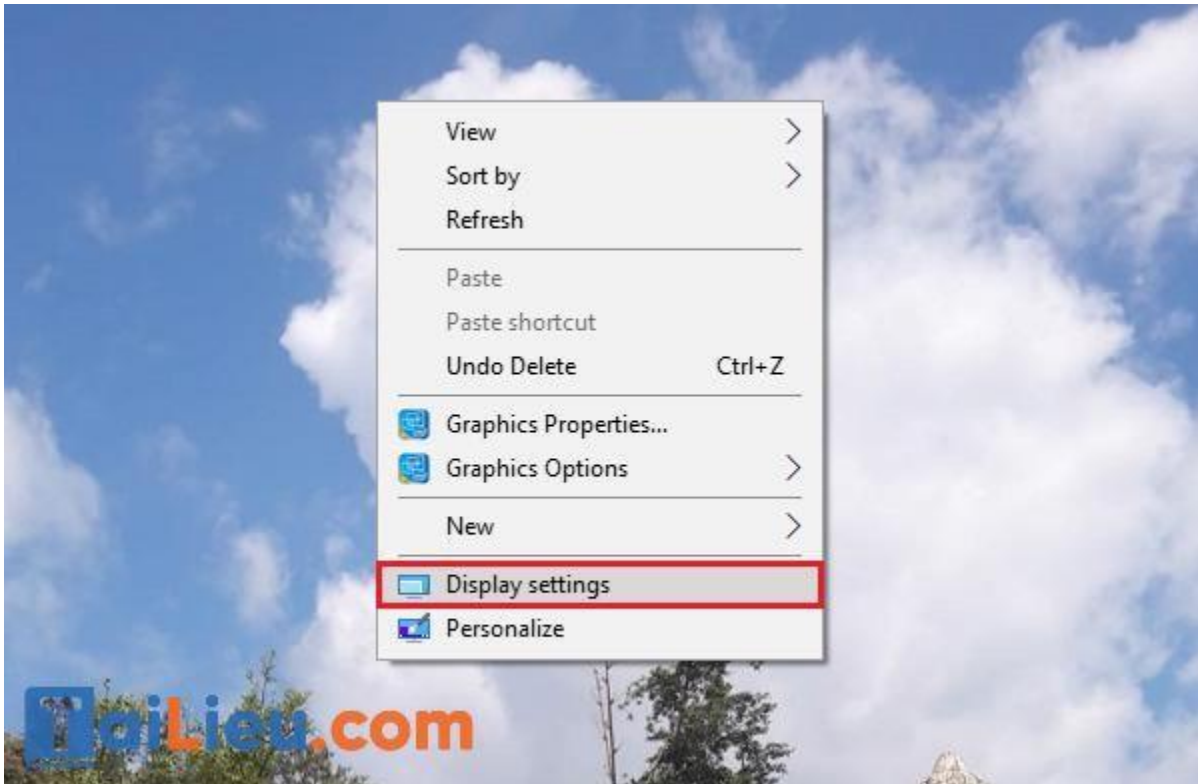 View
Sort by
Refresh
Paste
Paste shortcut
Undo Delete Ctrl+Z
Graphics Properties...
Graphics Options
New
Display settings
Personalize
TaiLieu.com